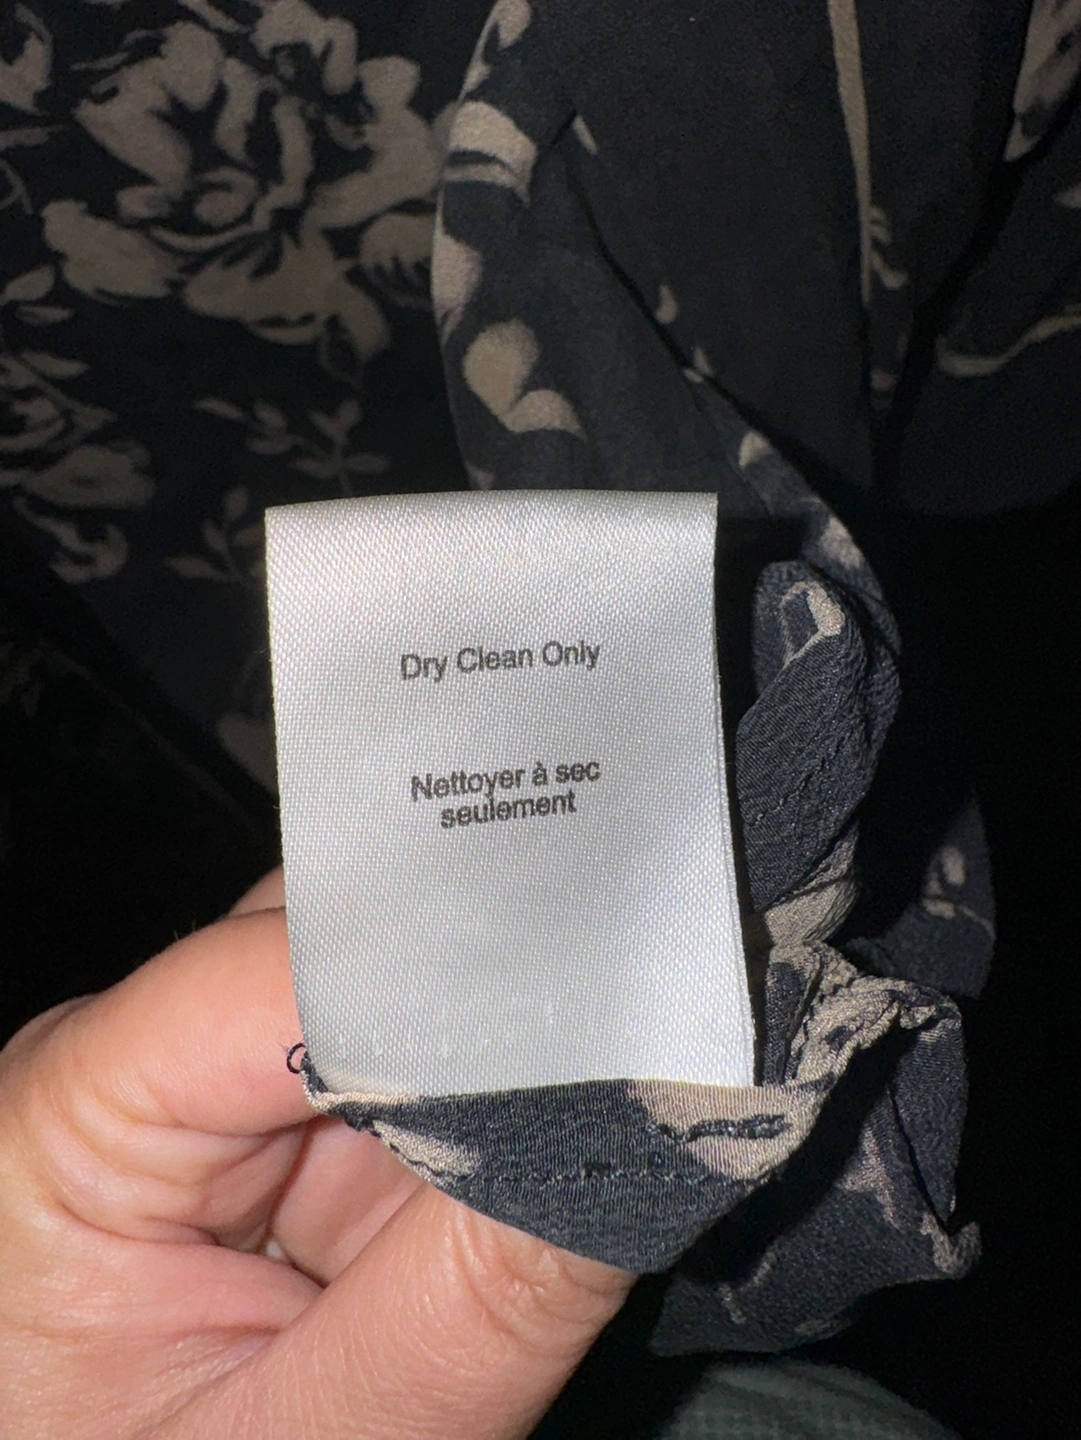 Dry Clean Only
Nettoyer à sec
seulement